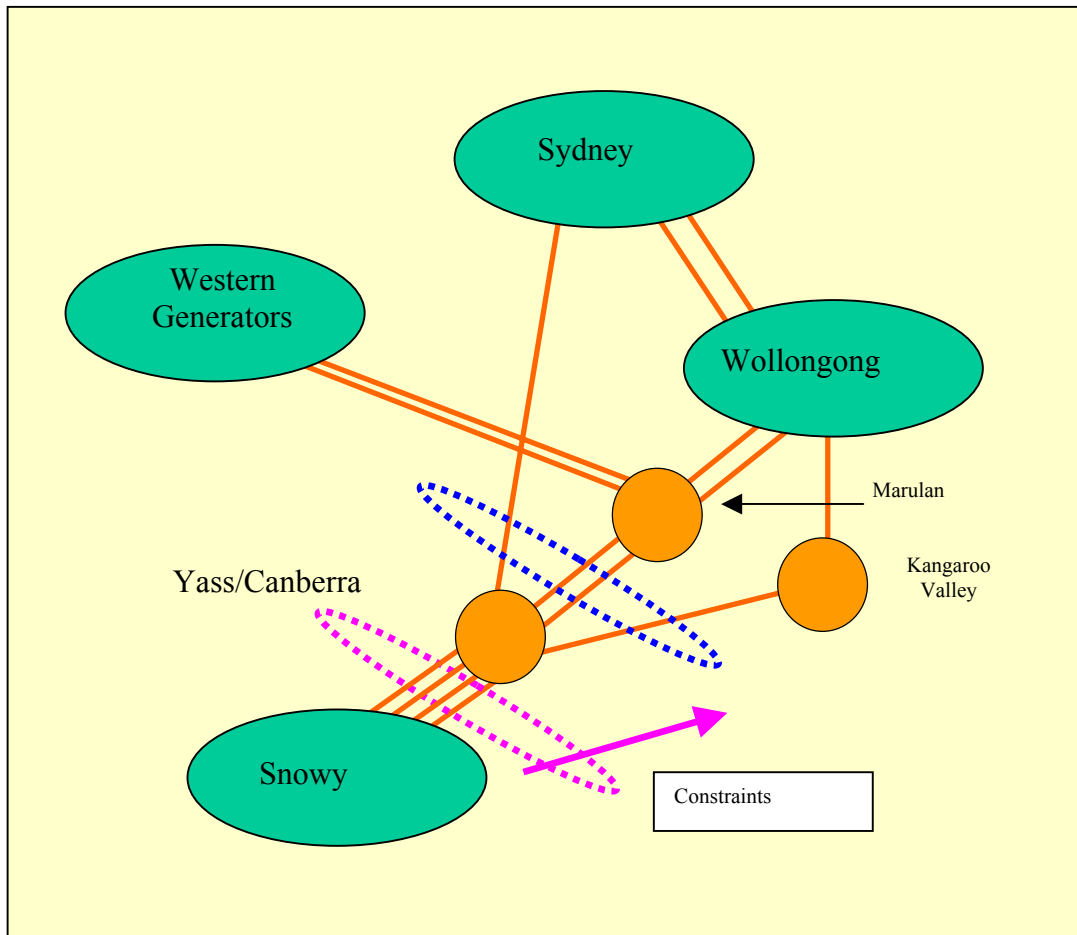 Sydney
Western
Generators
Wollongong
Marulan
Kangaroo
Valley
Yass/Canberra
Snowy
Constraints